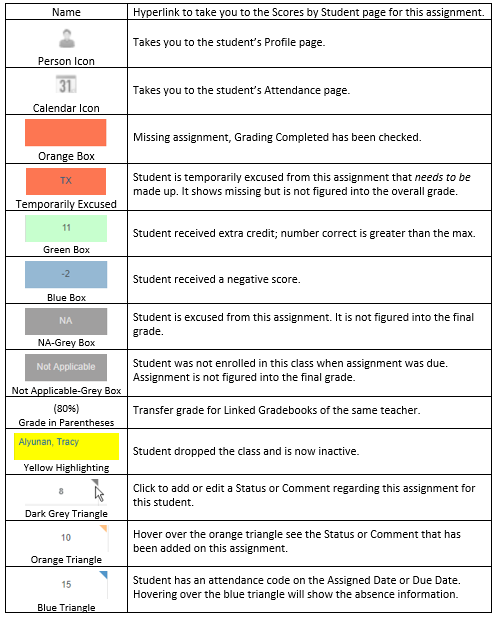 Name
Hyperlink to take you to the Scores by Student page for this assignment.
Person Icon
Takes you to the student's Profile page.
31
Calendar Icon
Takes you to the student's Attendance page.
Orange Box
Missing assignment, Grading Completed has been checked.
TX
Temporarily Excused
Student is temporarily excused from this assignment that needs to be
made up. It shows missing but is not figured into the overall grade.
11
Green Box
Student received extra credit; number correct is greater than the max.
-2
Blue Box
Student received a negative score.
NA
NA-Grey Box
Student is excused from this assignment. It is not figured into the final
grade.
Not Applicable
Not Applicable-Grey Box
Student was not enrolled in this class when assignment was due.
Assignment is not figured into the final grade.
(80%)
Grade in Parentheses
Transfer grade for Linked Gradebooks of the same teacher.
Alyunan, Tracy
Yellow Highlighting
Student dropped the class and is now inactive.
8
Dark Grey Triangle
Click to add or edit a Status or Comment regarding this assignment for
this student.
10
Orange Triangle
Hover over the orange triangle see the Status or Comment that has
been added on this assignment.
15
Blue Triangle
Student has an attendance code on the Assigned Date or Due Date.
Hovering over the blue triangle will show the absence information.